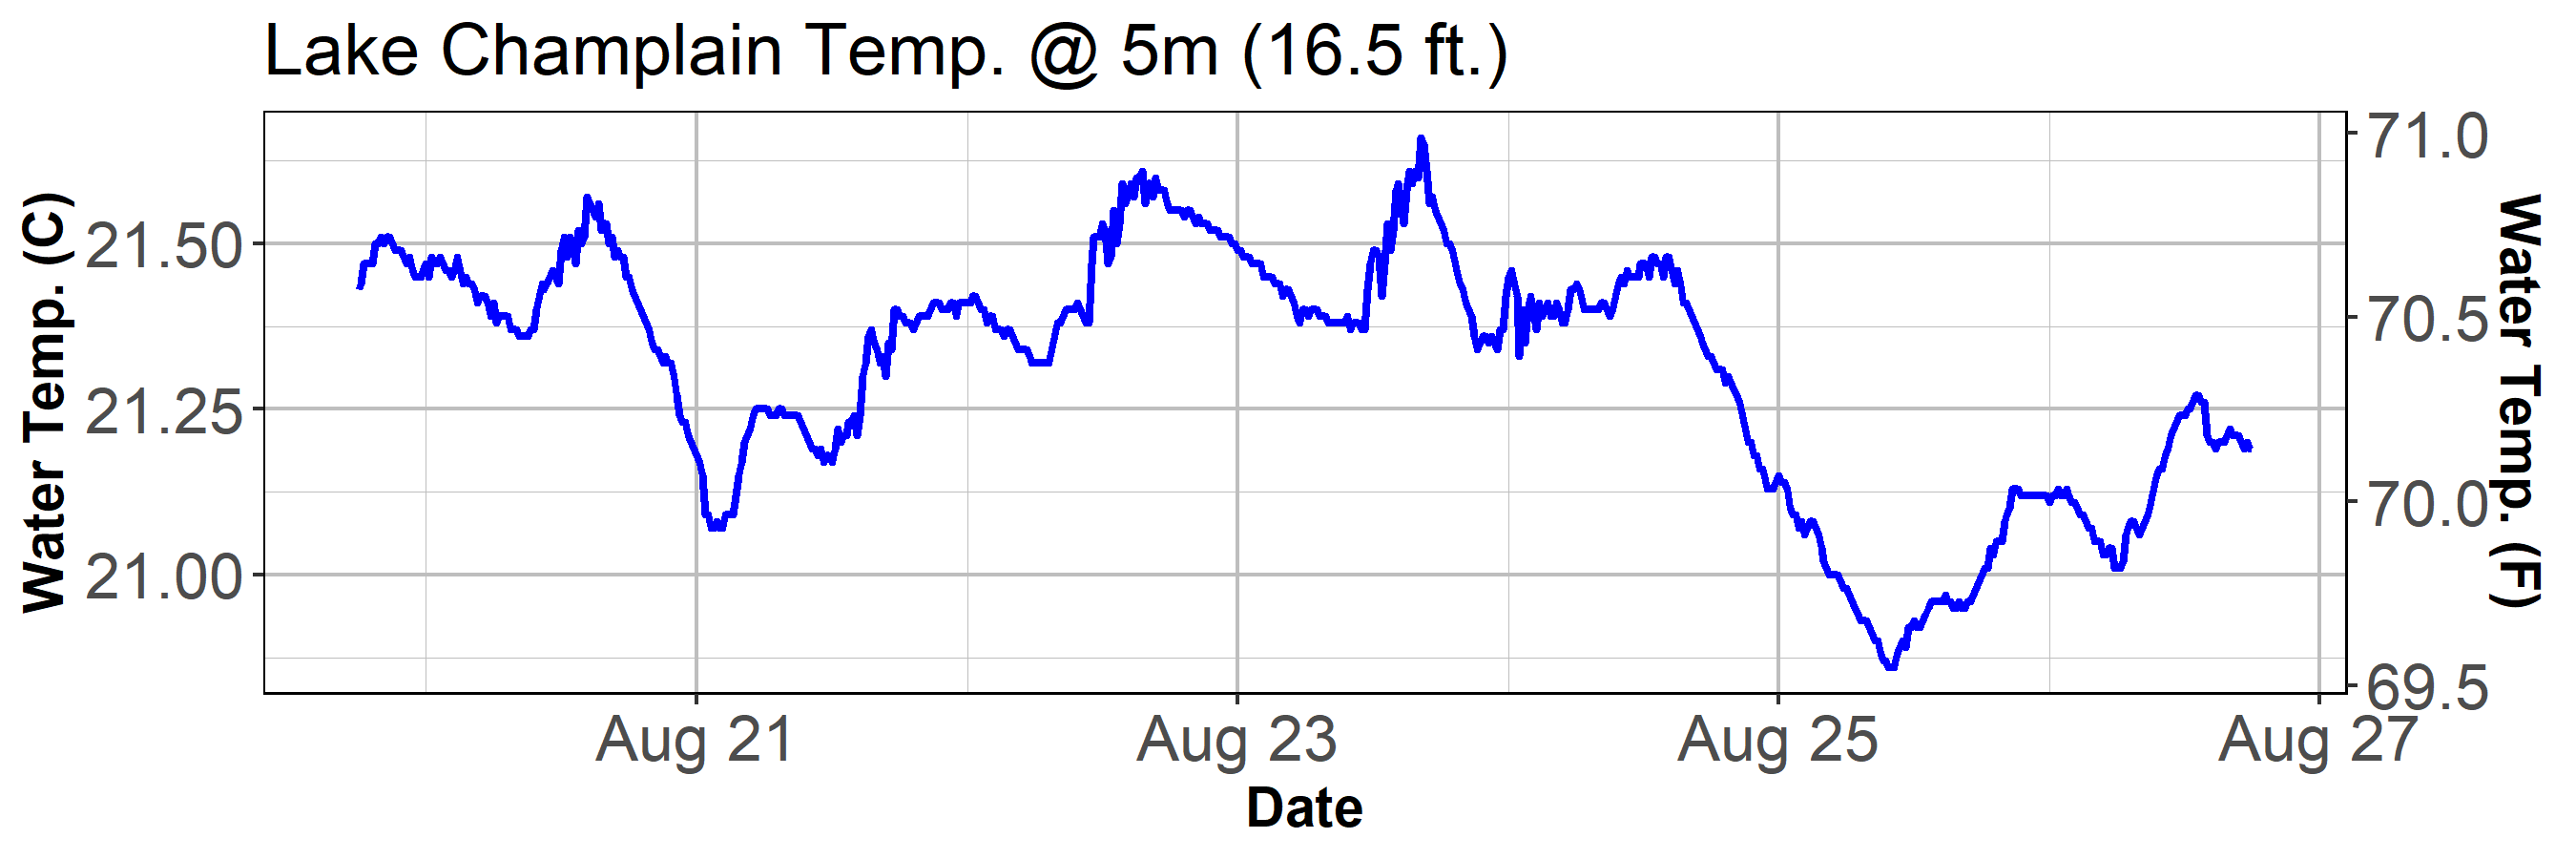 Lake Champlain Temp. @ 5m (16.5 ft.)
Water Temp. (C)
21.50
21.25
21.00
71.0
70.5
70.0
69.5
Water Temp. (F)
Aug 21 Aug 23 Aug 25 Aug 27
Date